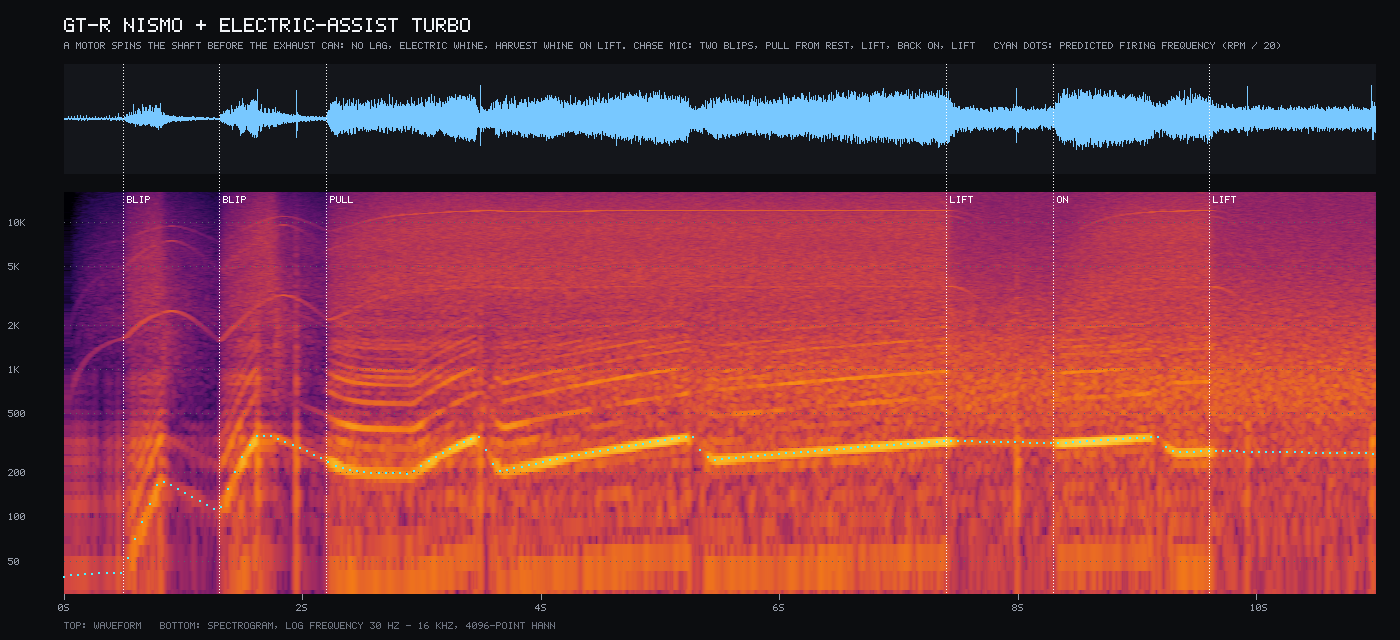 GT-R NISMO + ELECTRIC-ASSIST TURBO
A MOTOR SPINS THE SHAFT BEFORE THE EXHAUST CAN: NO LAG, ELECTRIC WHINE, HARVEST WHINE ON LIFT. CHASE MIC: TWO BLIPS, PULL FROM REST, LIFT, BACK ON, LIFT CYAN DOTS: PREDICTED FIRING FREQUENCY (RPM / 20)
BLIP BLIP PULL LIFT ON LIFT
10K
5K
2K
1K
500
200
100
50
0S 2S 4S 6S 8S 10S
TOP: WAVEFORM BOTTOM: SPECTROGRAM, LOG FREQUENCY 30 HZ - 16 KHZ, 4096-POINT HANN